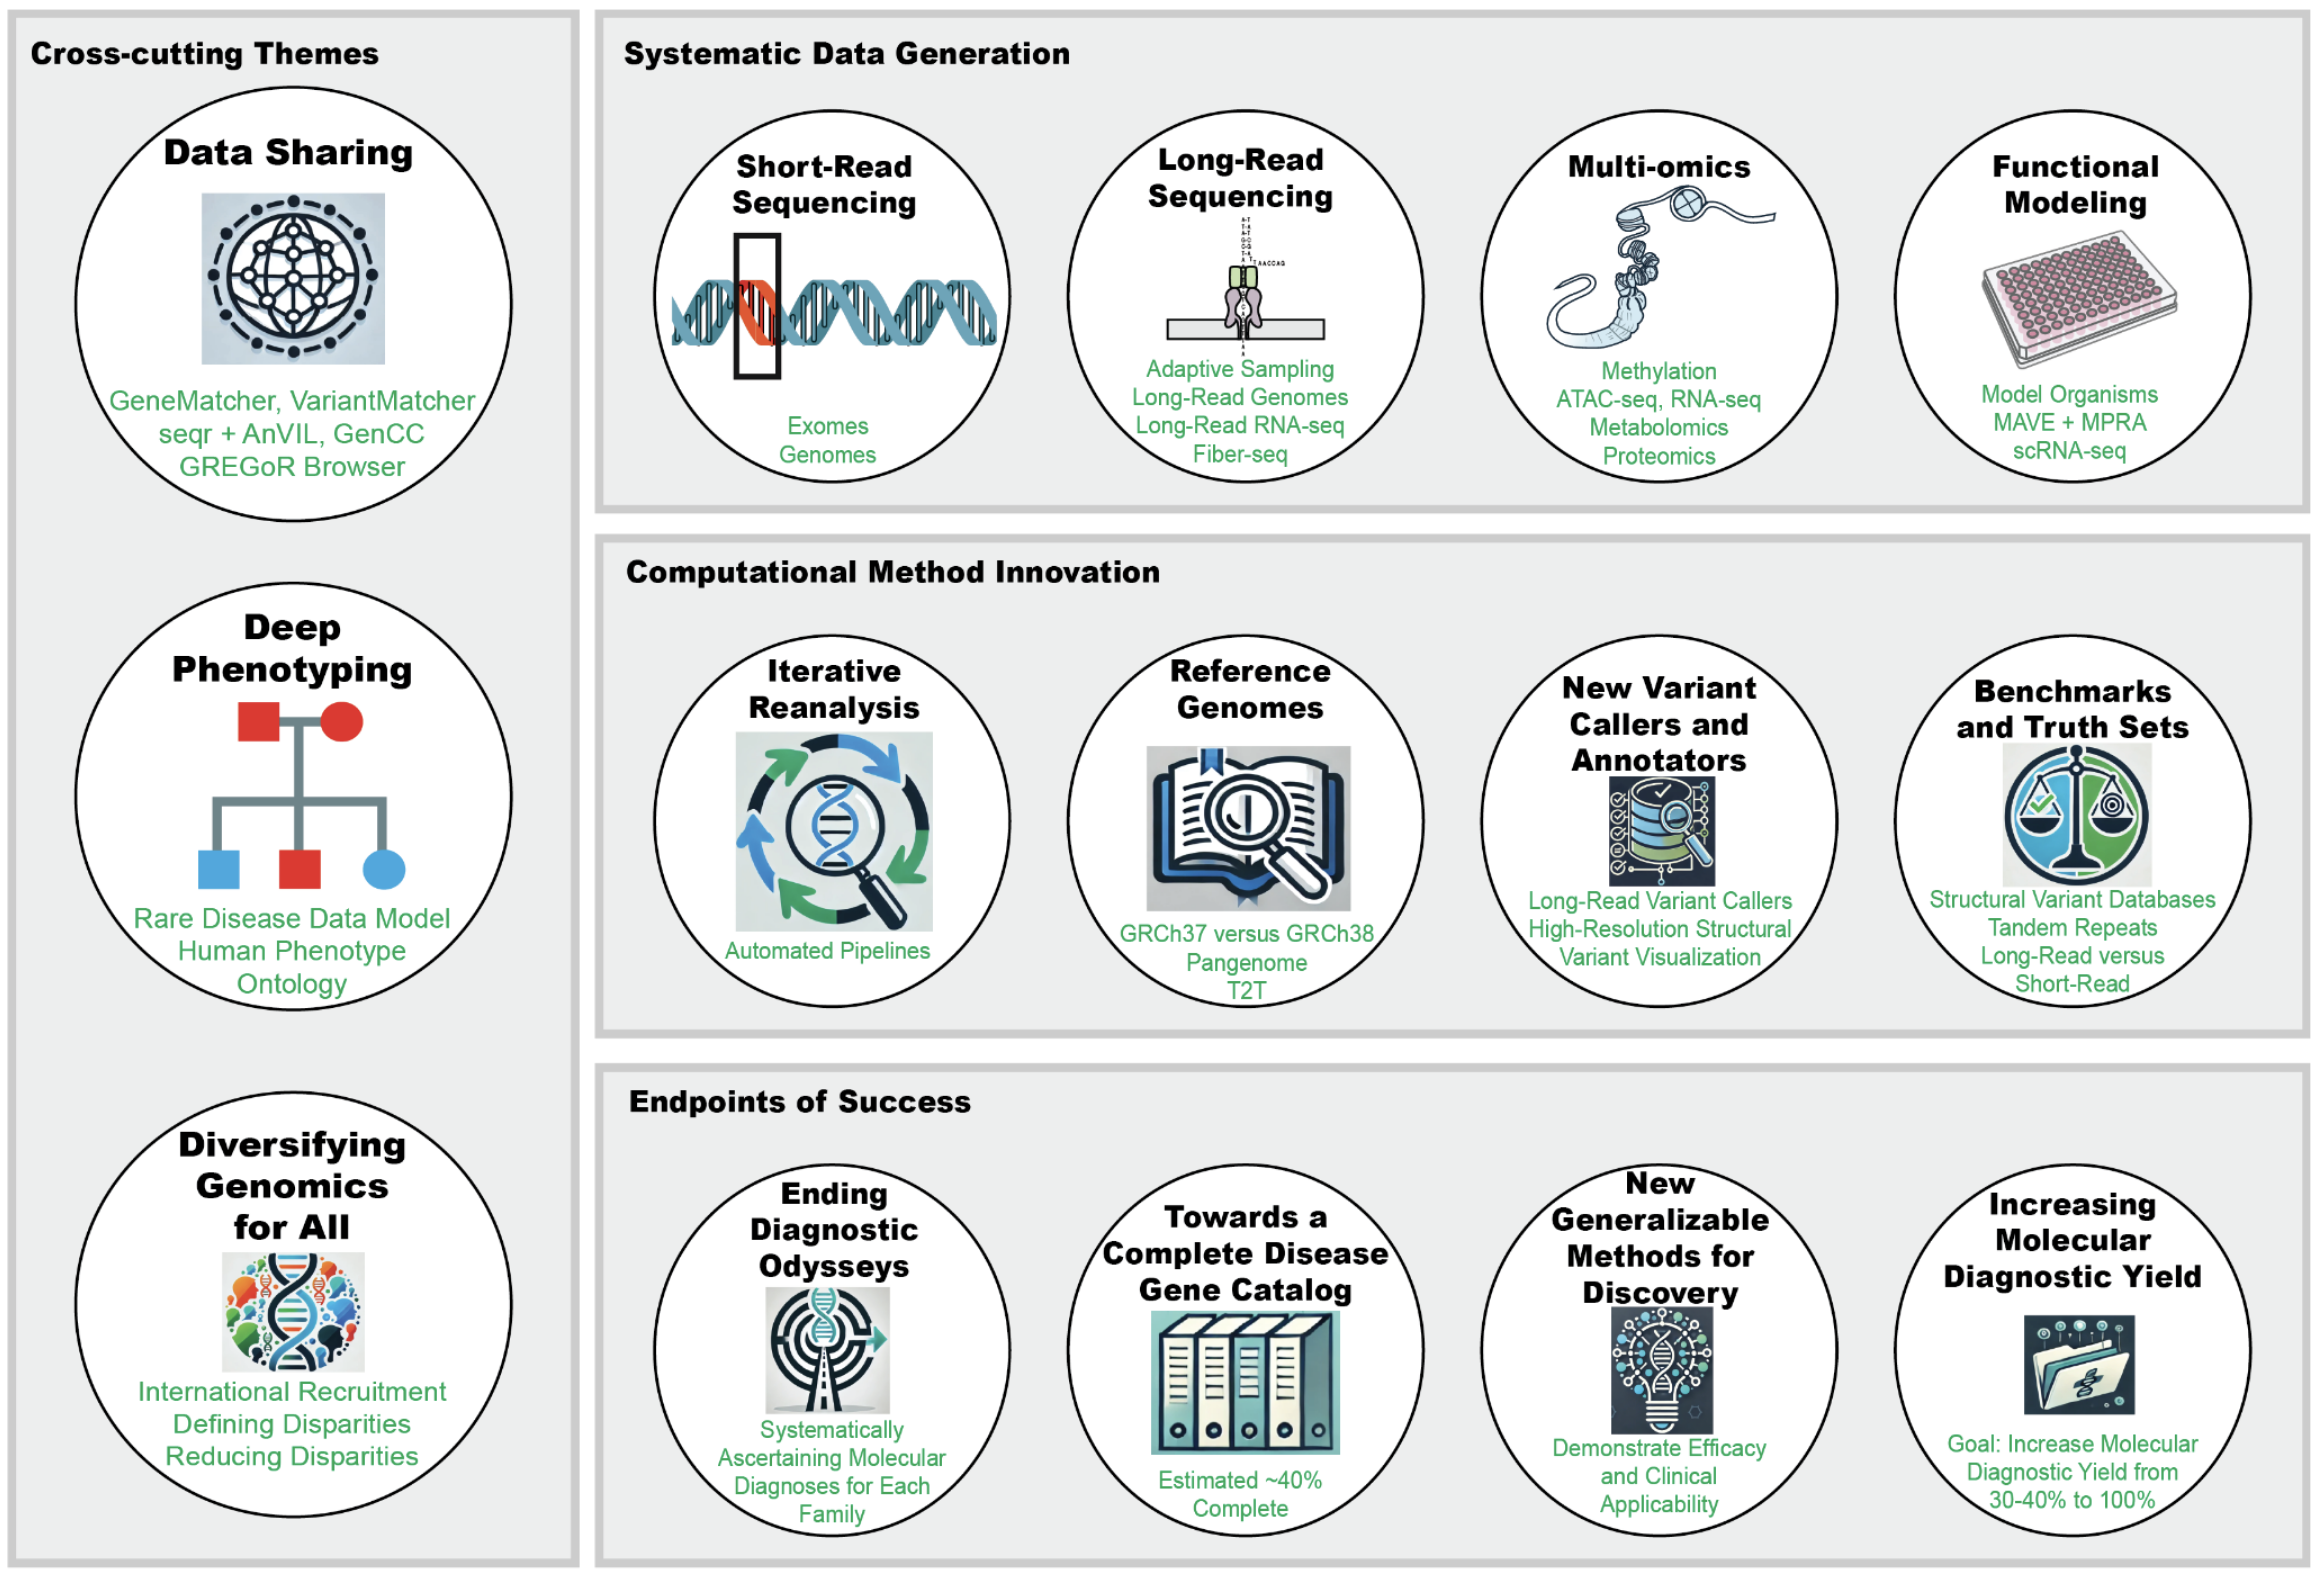 Cross-cutting Themes
Data Sharing
GeneMatcher, VariantMatcher
seqr + AnVIL, GenCC
GREGoR Browser
Deep
Phenotyping
Rare Disease Data Model
Human Phenotype
Ontology
Diversifying
Genomics
for All
International Recruitment
Defining Disparities
Reducing Disparities
Systematic Data Generation
Short-Read
Sequencing
Exomes
Genomes
Long-Read
Sequencing
AACCAG
Adaptive Sampling
Long-Read Genomes
Long-Read RNA-seq
Fiber-seq
Multi-omics
Methylation
ATAC-seq, RNA-seq
Metabolomics
Proteomics
Functional
Modeling
Model Organisms
MAVE + MPRA
scRNA-seq
Computational Method Innovation
Iterative
Reanalysis
Automated Pipelines
Reference
Genomes
GRCh37 versus GRCh38
Pangenome
T2T
New Variant
Callers and
Annotators
Long-Read Variant Callers
High-Resolution Structural
Variant Visualization
Benchmarks
and Truth Sets
Structural Variant Databases
Tandem Repeats
Long-Read versus
Short-Read
Endpoints of Success
Ending
Diagnostic
Odysseys
Systematically
Ascertaining Molecular
Diagnoses for Each
Family
Towards a
Complete Disease
Gene Catalog
Estimated ~40%
Complete
New
Generalizable
Methods for
Discovery
Demonstrate Efficacy
and Clinical
Applicability
Increasing
Molecular
Diagnostic Yield
Goal: Increase Molecular
Diagnostic Yield from
30-40% to 100%